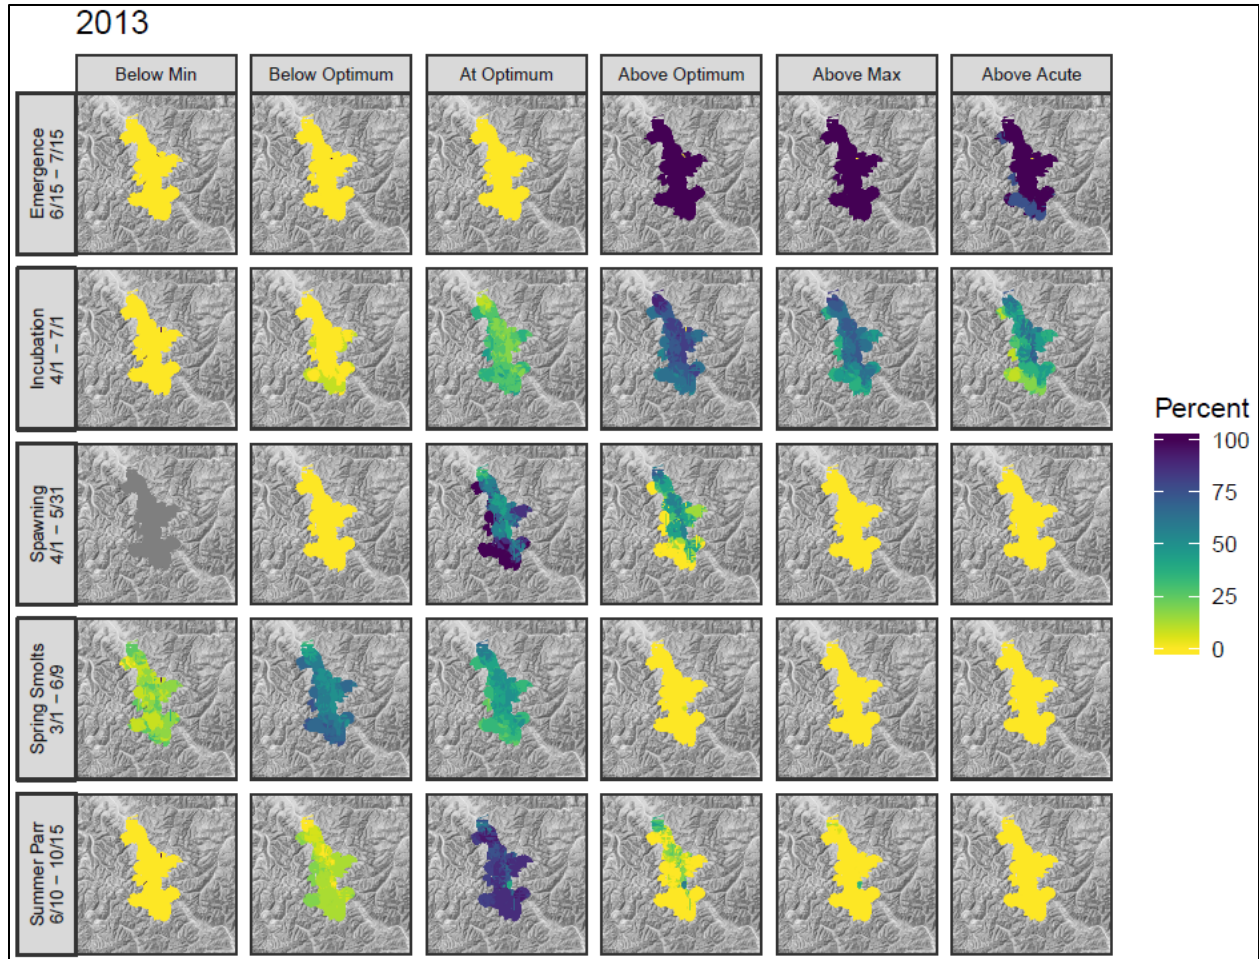 2013
Below Min
Below Optimum
At Optimum
Above Optimum
Above Max
Above Acute
Emergence
6/15 – 7/15
Incubation
4/1 – 7/1
Spawning
4/1 – 5/31
Spring Smolts
3/1 – 6/9
Summer Parr
6/10 – 10/15
Percent
100
75
50
25
0